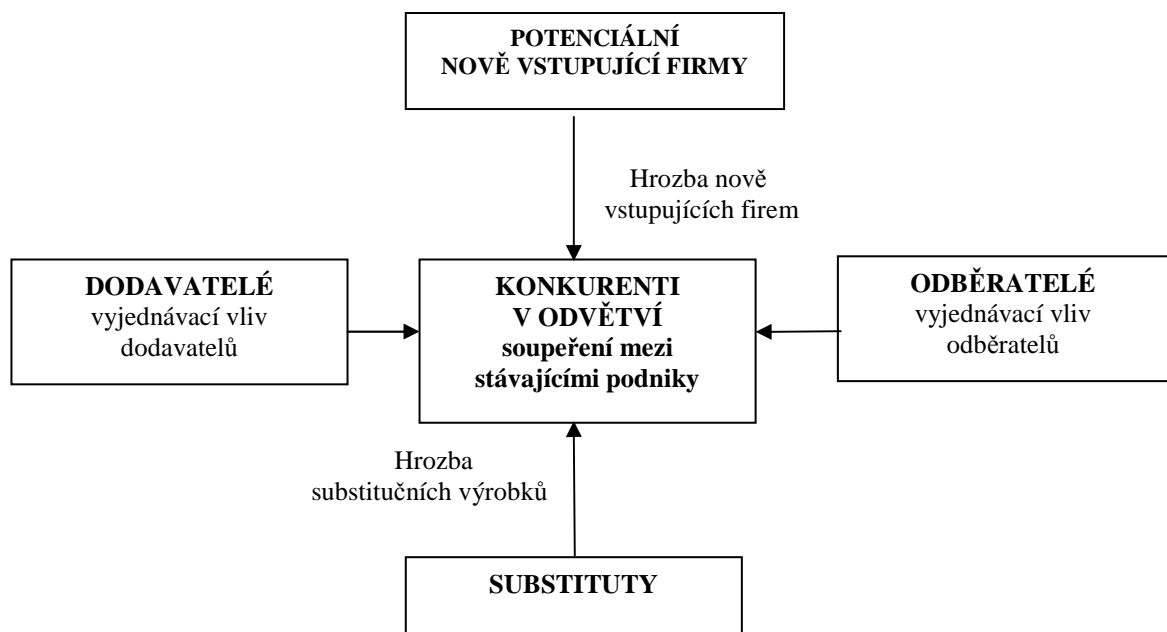 POTENCIÁLNÍ
NOVĚ VSTUPUJÍCÍ FIRMY
Hrozba nově
vstupujících firem
DODAVATELÉ
vyjednávací vliv
dodavatelů
KONKURENTI
V ODVĚTVÍ
soupeření mezi
stávajícími podniky
ODBĚRATELÉ
vyjednávací vliv
odběratelů
Hrozba
substitučních výrobků
SUBSTITUTY